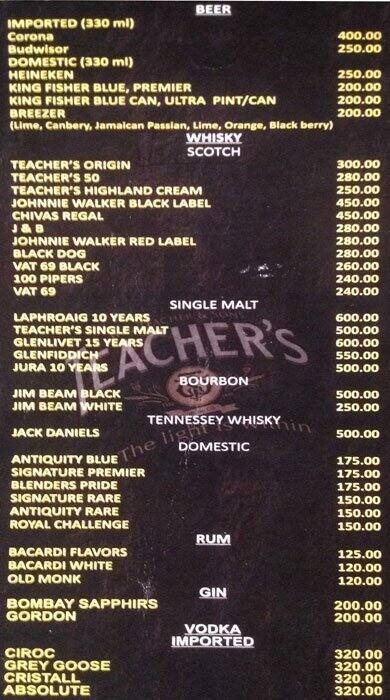 BEER
IMPORTED (330 ml)
Corona 400.00
Budwisor 250.00
DOMESTIC (330 ml)
HEINEKEN 250.00
KING FISHER BLUE, PREMIER 200.00
KING FISHER BLUE CAN, ULTRA PINT/CAN 200.00
BREEZER 200.00
(Lime, Canbery, Jamaican Passian, Lime, Orange, Black berry)
WHISKY
SCOTCH
TEACHER'S ORIGIN 300.00
TEACHER'S 50 280.00
TEACHER'S HIGHLAND CREAM 250.00
JOHNNIE WALKER BLACK LABEL 450.00
CHIVAS REGAL 450.00
J & B 280.00
JOHNNIE WALKER RED LABEL 280.00
BLACK DOG 280.00
VAT 69 BLACK 260.00
100 PIPERS 240.00
VAT 69 240.00
SINGLE MALT
LAPHROAIG 10 YEARS 600.00
TEACHER'S SINGLE MALT 500.00
GLENLIVET 15 YEARS 600.00
GLENFIDDICH 550.00
JURA 10 YEARS 500.00
TEACHER'S
BOURBON
JIM BEAM BLACK 500.00
JIM BEAM WHITE 250.00
TENNESSEY WHISKY
JACK DANIELS 500.00
The light is within
DOMESTIC
ANTIQUITY BLUE 175.00
SIGNATURE PREMIER 175.00
BLENDERS PRIDE 175.00
SIGNATURE RARE 150.00
ANTIQUITY RARE 150.00
ROYAL CHALLENGE 150.00
RUM
BACARDI FLAVORS 125.00
BACARDI WHITE 120.00
OLD MONK 120.00
GIN
BOMBAY SAPPHIRS 200.00
GORDON 200.00
VODKA
IMPORTED
CIROC 320.00
GREY GOOSE 320.00
CRISTALL 320.00
ABSOLUTE 320.00